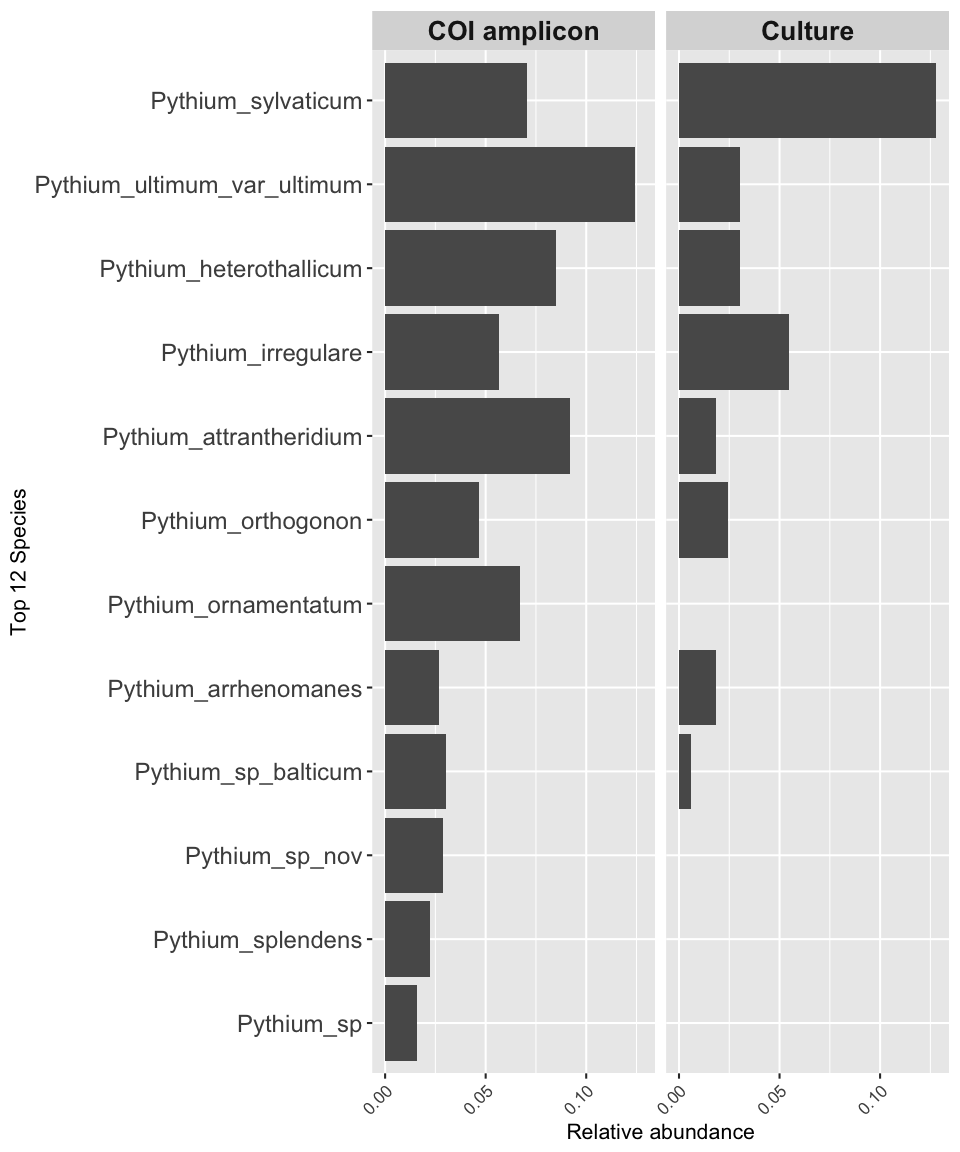 COI amplicon
Culture
Pythium_sylvaticum
Pythium_ultimum_var_ultimum
Pythium_heterothallicum
Pythium_irregulare
Pythium_attrantheridium
Pythium_orthogonon
Pythium_ornamentatum
Pythium_arrhenomanes
Pythium_sp_balticum
Pythium_sp_nov
Pythium_splendens
Pythium_sp
Top 12 Species
0.00
0.05
0.10
0.00
0.05
0.10
Relative abundance